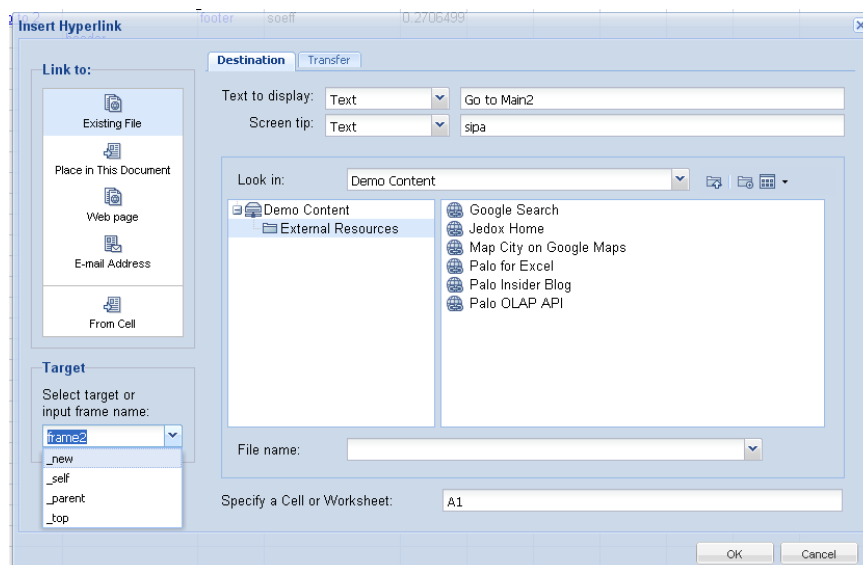 footer soeff 0.2706499
Insert Hyperlink
Link to:
Existing File
Place in This Document
Web page
E-mail Address
From Cell
Target
Select target or
input frame name:
frame2
_new
_self
_parent
_top
Destination Transfer
Text to display: Text Go to Main2
Screen tip: Text sipa
Look in: Demo Content
Demo Content
External Resources
Google Search
Jedox Home
Map City on Google Maps
Palo for Excel
Palo Insider Blog
Palo OLAP API
File name:
Specify a Cell or Worksheet: A1
OK Cancel